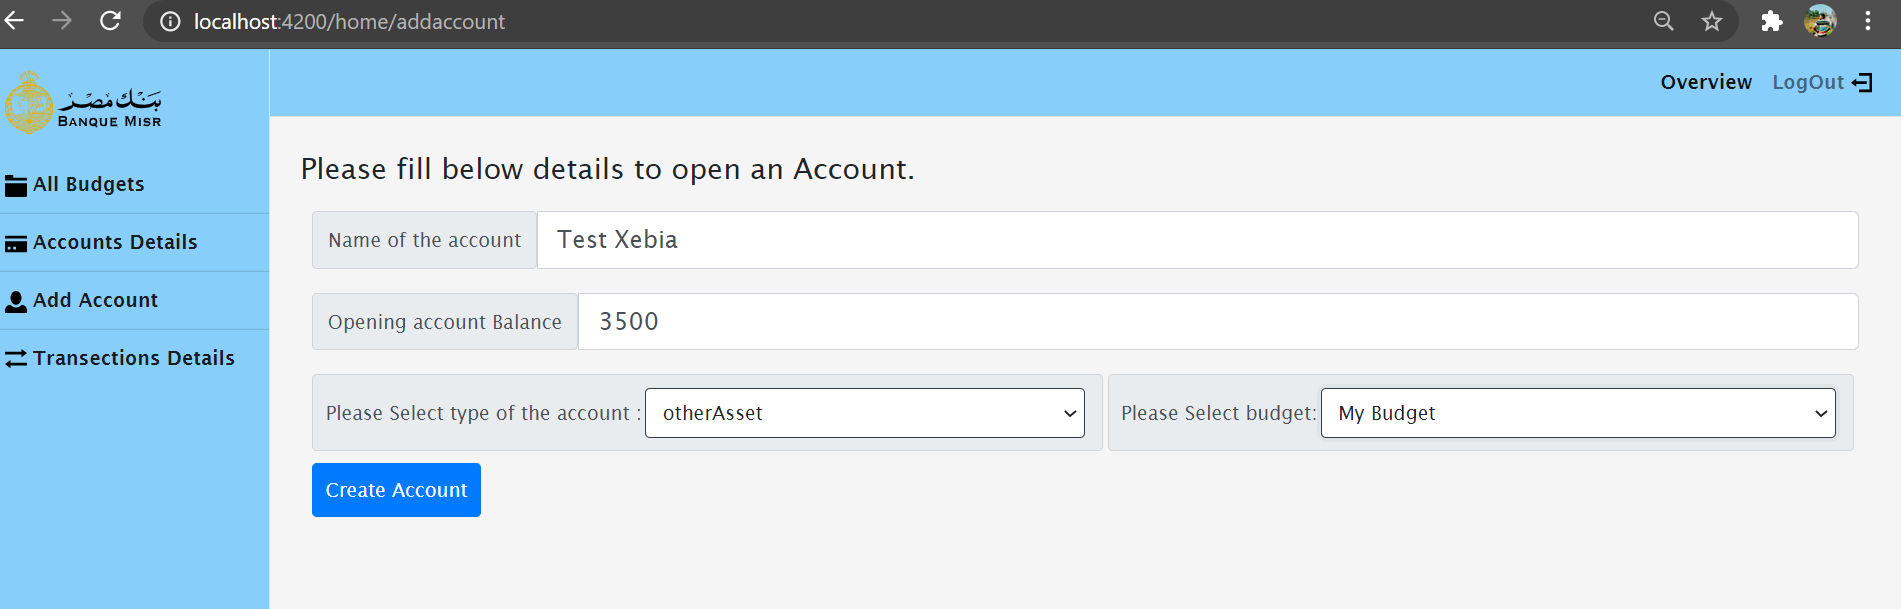 localhost:4200/home/addaccount
Overview LogOut
بنك مصر
BANQUE MISR
All Budgets
Accounts Details
Add Account
Transections Details
Please fill below details to open an Account.
Name of the account Test Xebia
Opening account Balance 3500
Please Select type of the account : otherAsset Please Select budget: My Budget
Create Account